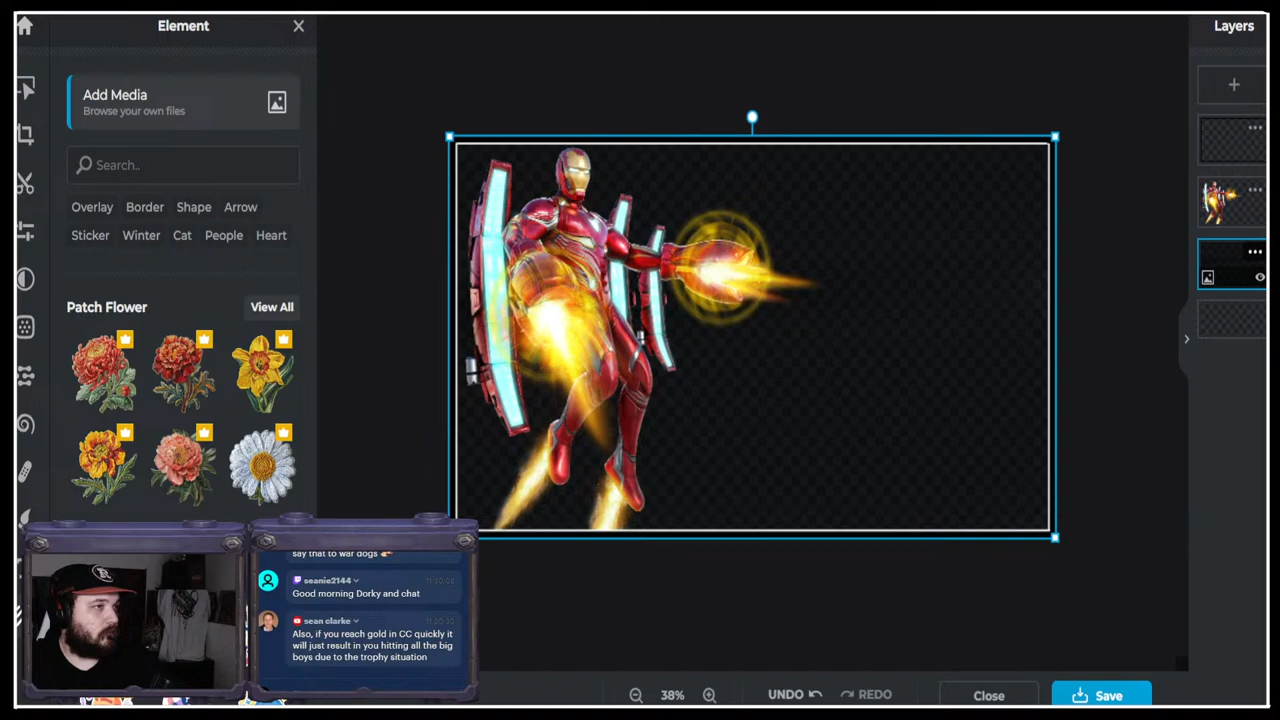 Element
Layers
Add Media
Browse your own files
Search..
Overlay Border Shape Arrow
Sticker Winter Cat People Heart
Patch Flower
View All
say that to war dogs
seanie2144
Good morning Dorky and chat
sean clarke
Also, if you reach gold in CC quickly it
will just result in you hitting all the big
boys due to the trophy situation
38%
UNDO
REDO
Close
Save